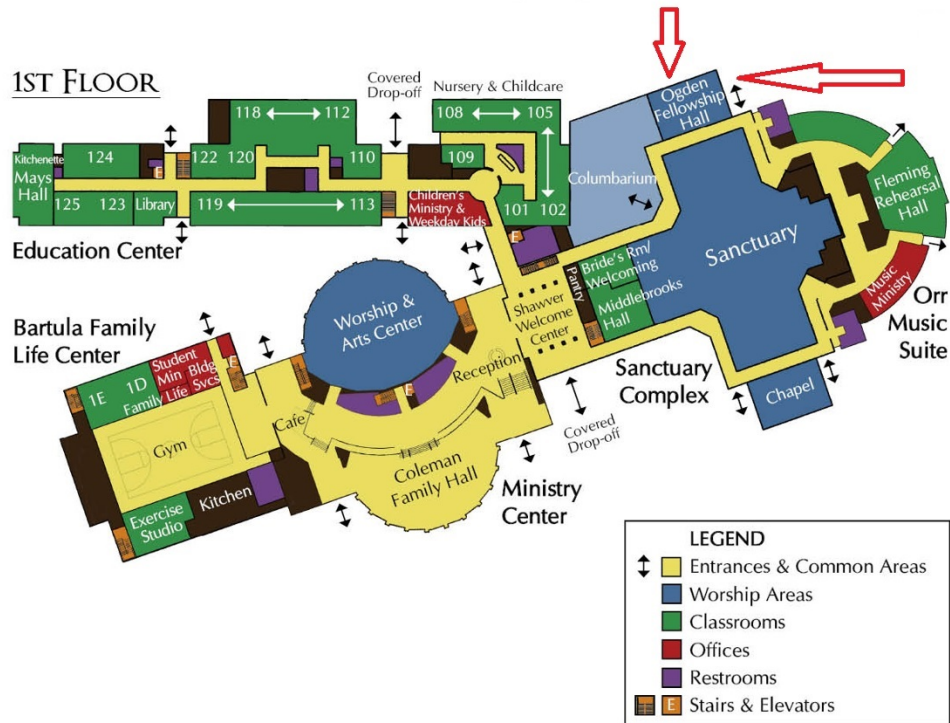 1ST FLOOR
Covered
Drop-off
Nursery & Childcare
118
112
108
105
Ogden
Fellowship
Hall
Kitchenette
124
E
122
120
110
109
Mays
Hall
125
123
Library
119
113
Children's
Ministry &
Weekday Kids
101
102
Columbarium
E
Fleming
Rehearsal
Hall
Education Center
Sanctuary
Bride's Rm/
Welcoming
Pantry
Middlebrooks
Hall
Music
Ministry
Orr
Music
Suite
Worship &
Arts Center
Shawver
Welcome
Center
Bartula Family
Life Center
Student
Min
Bldg
Svcs
E
1E
1D
Family
Life
Reception
E
Sanctuary
Complex
Chapel
Cafe
Gym
Covered
Drop-off
Coleman
Family Hall
Ministry
Center
Kitchen
Exercise
Studio
LEGEND
Entrances & Common Areas
Worship Areas
Classrooms
Offices
Restrooms
E Stairs & Elevators